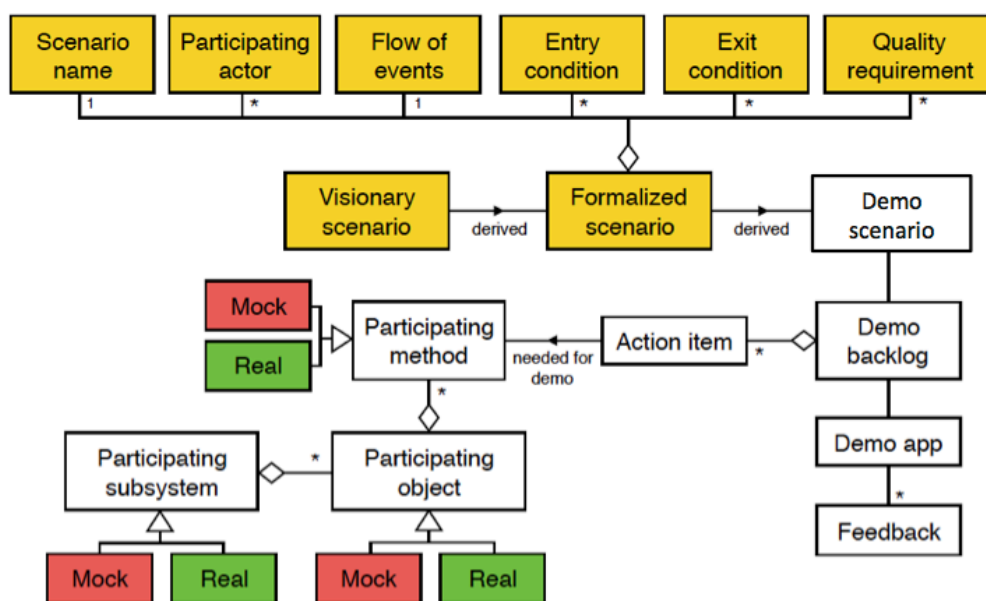 Scenario
name
Participating
actor
Flow of
events
Entry
condition
Exit
condition
Quality
requirement
1
*
1
*
*
*
Visionary
scenario
derived
Formalized
scenario
derived
Demo
scenario
Mock
Real
Participating
method
needed for
demo
Action item
*
Demo
backlog
*
Participating
subsystem
*
Participating
object
Demo app
*
Feedback
Mock
Real
Mock
Real